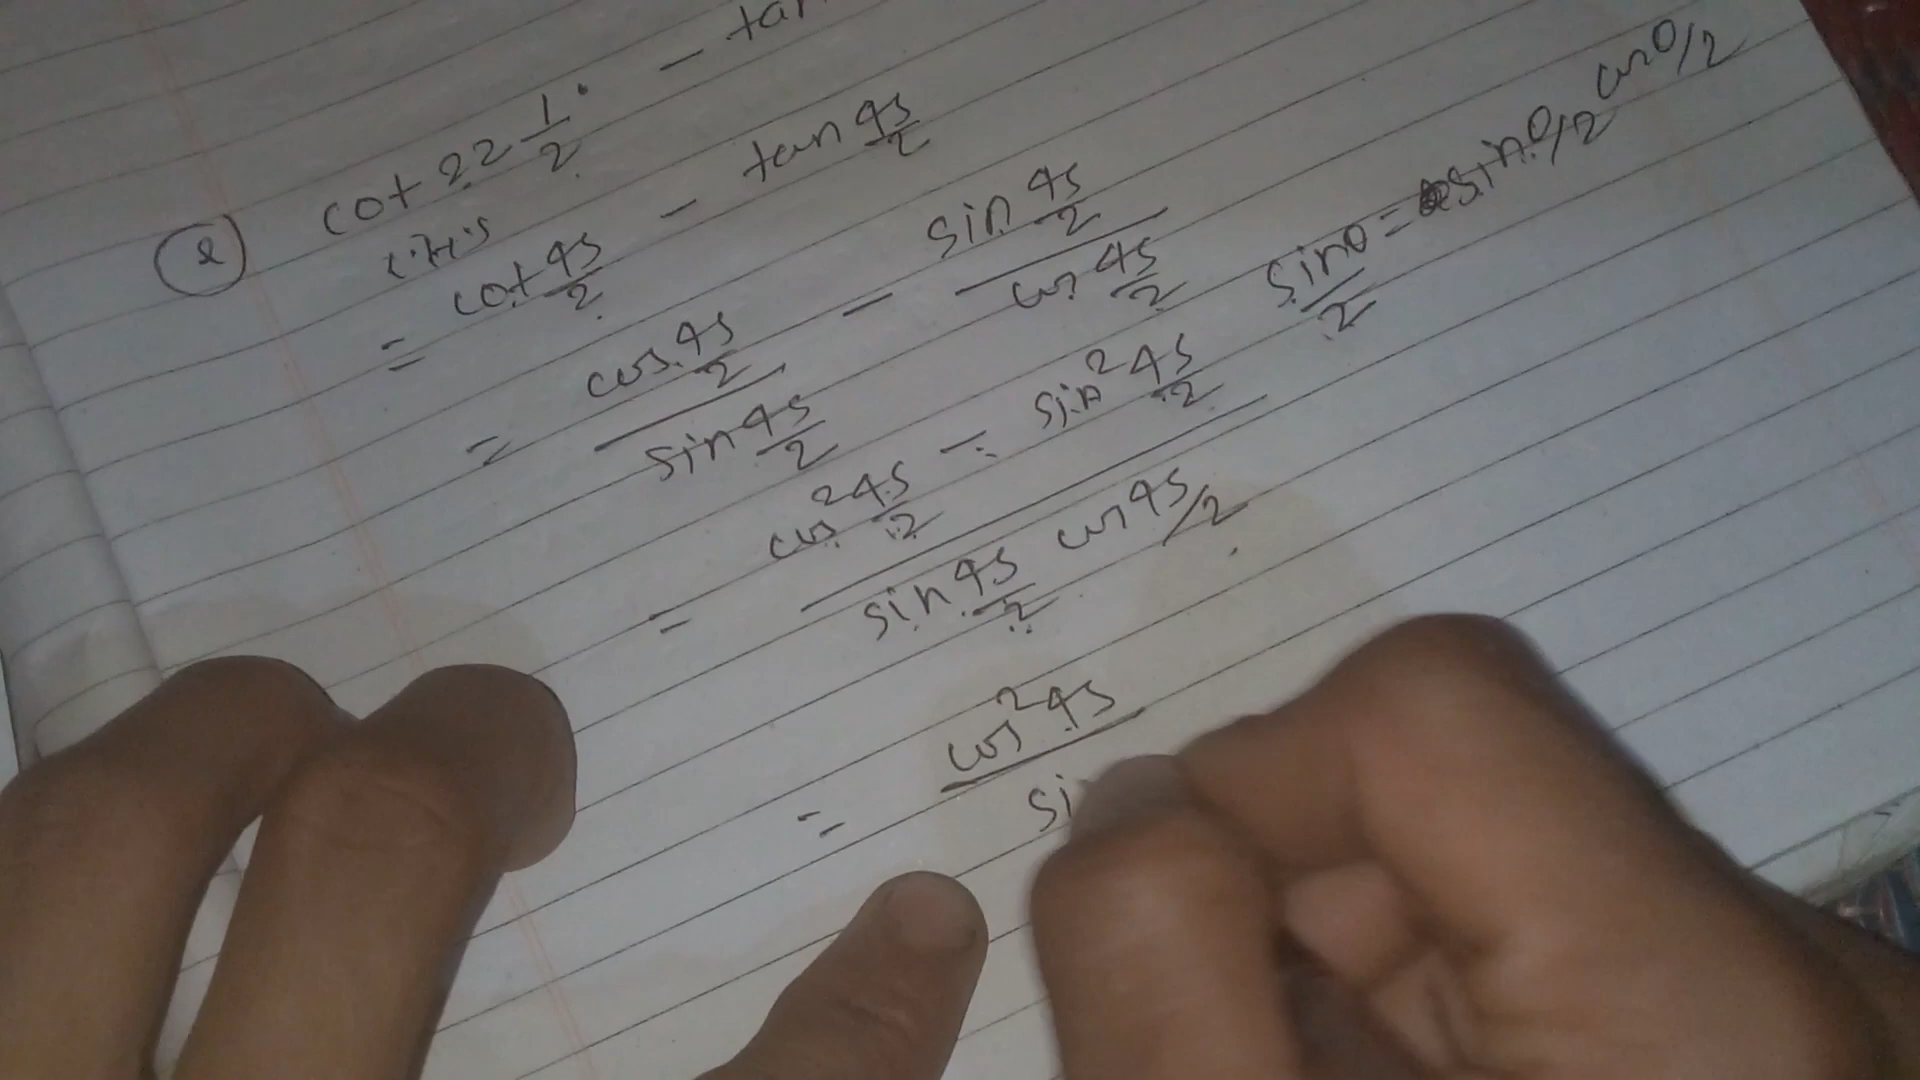 (2) cot 22 1/2° - tan
L.H.S
= cot 45/2 - tan 45/2
= cos 45/2 / sin 45/2 - sin 45/2 / cos 45/2
= cos² 45/2 - sin² 45/2 / sin 45/2 cos 45/2
sinθ/2 = sin θ/2 cos θ/2
= cos² 45 / si